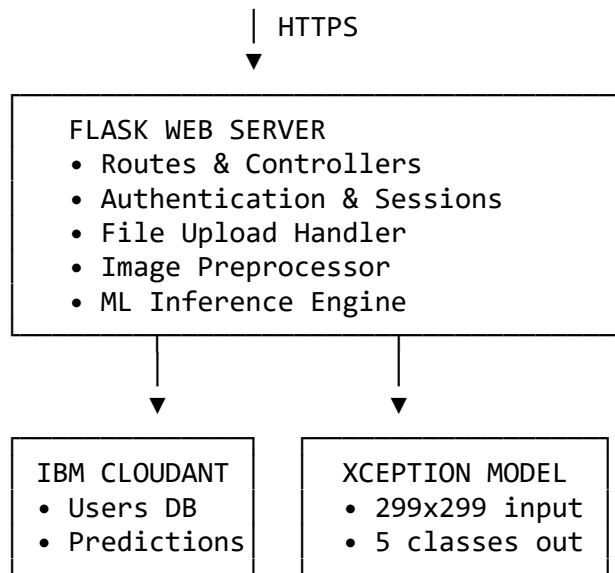 HTTPS
FLASK WEB SERVER
• Routes & Controllers
• Authentication & Sessions
• File Upload Handler
• Image Preprocessor
• ML Inference Engine
IBM CLOUDANT
• Users DB
• Predictions
XCEPTION MODEL
• 299x299 input
• 5 classes out